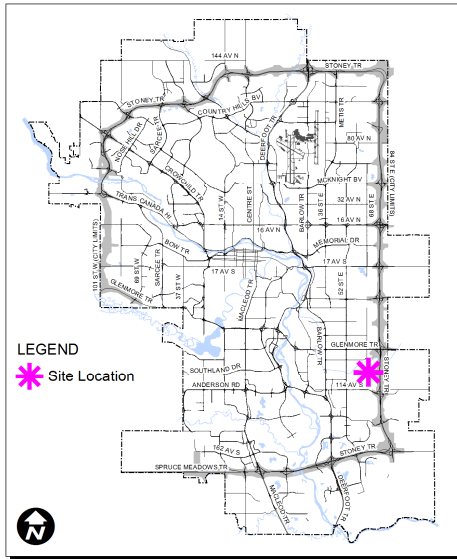 144 AV N
STONEY TR
STONEY TR
COUNTRY HILLS BV
METIS TR
NOSE HILL DR
SARCEE TR
DEERFOOT TR
80 AV N
CROWCHILD TR
MCKNIGHT BV
84 ST E (CITY LIMITS)
68 ST E
TRANS CANADA HI
14 ST W
CENTRE ST
BARLOW TR
36 ST E
32 AV N
16 AV N
16 AV N
101 ST W (CITY LIMITS)
BOW TR
MEMORIAL DR
69 ST W
SARCEE TR
37 ST W
17 AV S
17 AV S
MACLEOD TR
52 ST E
GLENMORE TR
BARLOW TR
GLENMORE TR
LEGEND
Site Location
SOUTHLAND DR
STONEY TR
ANDERSON RD
114 AV S
162 AV S
STONEY TR
SPRUCE MEADOWS TR
MACLEOD TR
DEERFOOT TR
N